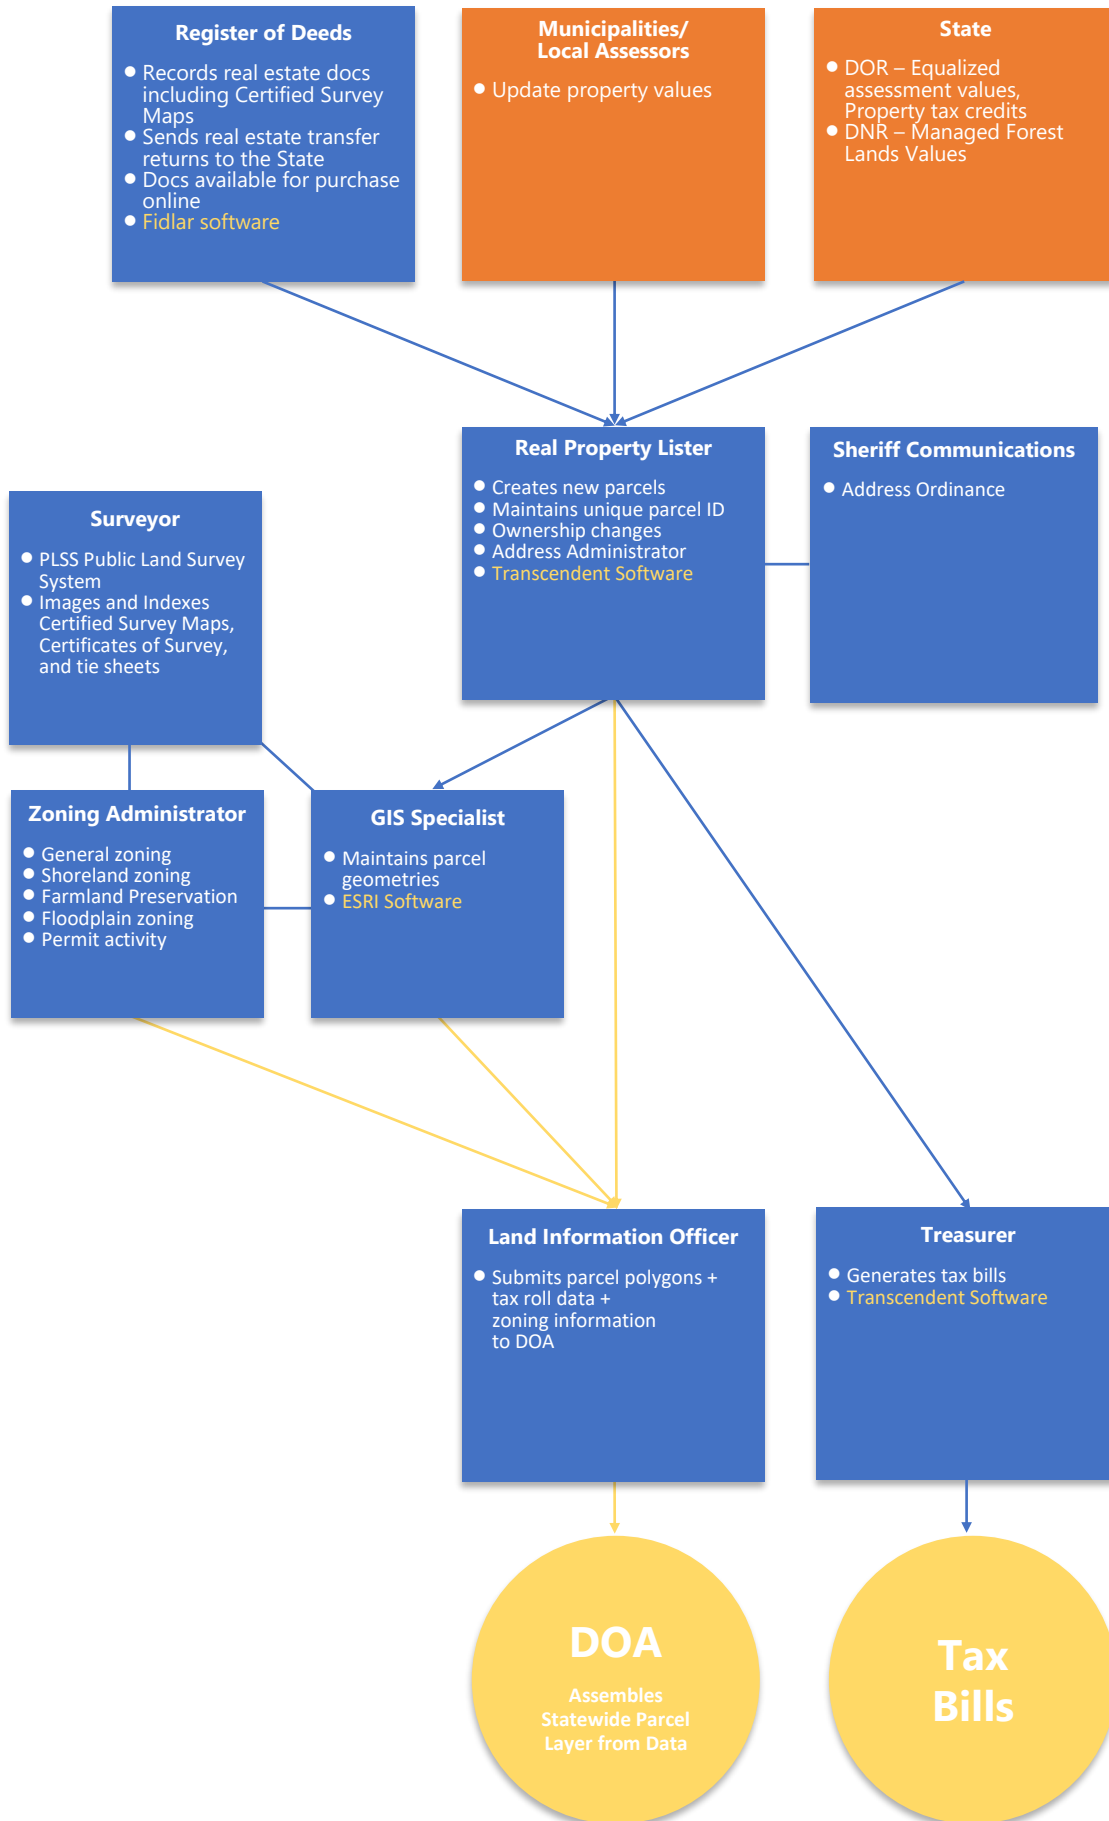 Register of Deeds
● Records real estate docs
including Certified Survey
Maps
● Sends real estate transfer
returns to the State
● Docs available for purchase
online
● Fidlar software
Municipalities/
Local Assessors
● Update property values
State
● DOR – Equalized
assessment values,
Property tax credits
● DNR – Managed Forest
Lands Values
Real Property Lister
● Creates new parcels
● Maintains unique parcel ID
● Ownership changes
● Address Administrator
● Transcendent Software
Sheriff Communications
● Address Ordinance
Surveyor
● PLSS Public Land Survey
System
● Images and Indexes
Certified Survey Maps,
Certificates of Survey,
and tie sheets
Zoning Administrator
● General zoning
● Shoreland zoning
● Farmland Preservation
● Floodplain zoning
● Permit activity
GIS Specialist
● Maintains parcel
geometries
● ESRI Software
Land Information Officer
● Submits parcel polygons +
tax roll data +
zoning information
to DOA
Treasurer
● Generates tax bills
● Transcendent Software
DOA
Assembles
Statewide Parcel
Layer from Data
Tax
Bills